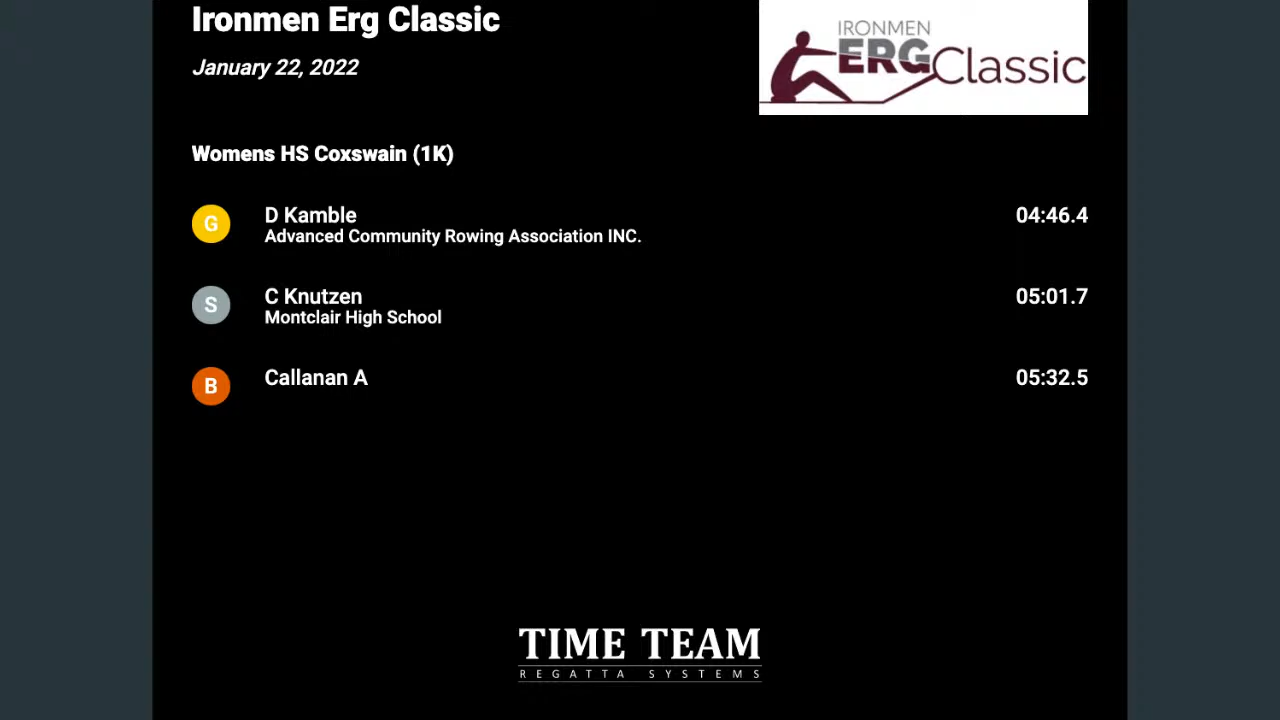 Ironmen Erg Classic
January 22, 2022
IRONMEN
ERG Classic
Womens HS Coxswain (1K)
G D Kamble 04:46.4
Advanced Community Rowing Association INC.
S C Knutzen 05:01.7
Montclair High School
B Callanan A 05:32.5
TIME TEAM
REGATTA SYSTEMS